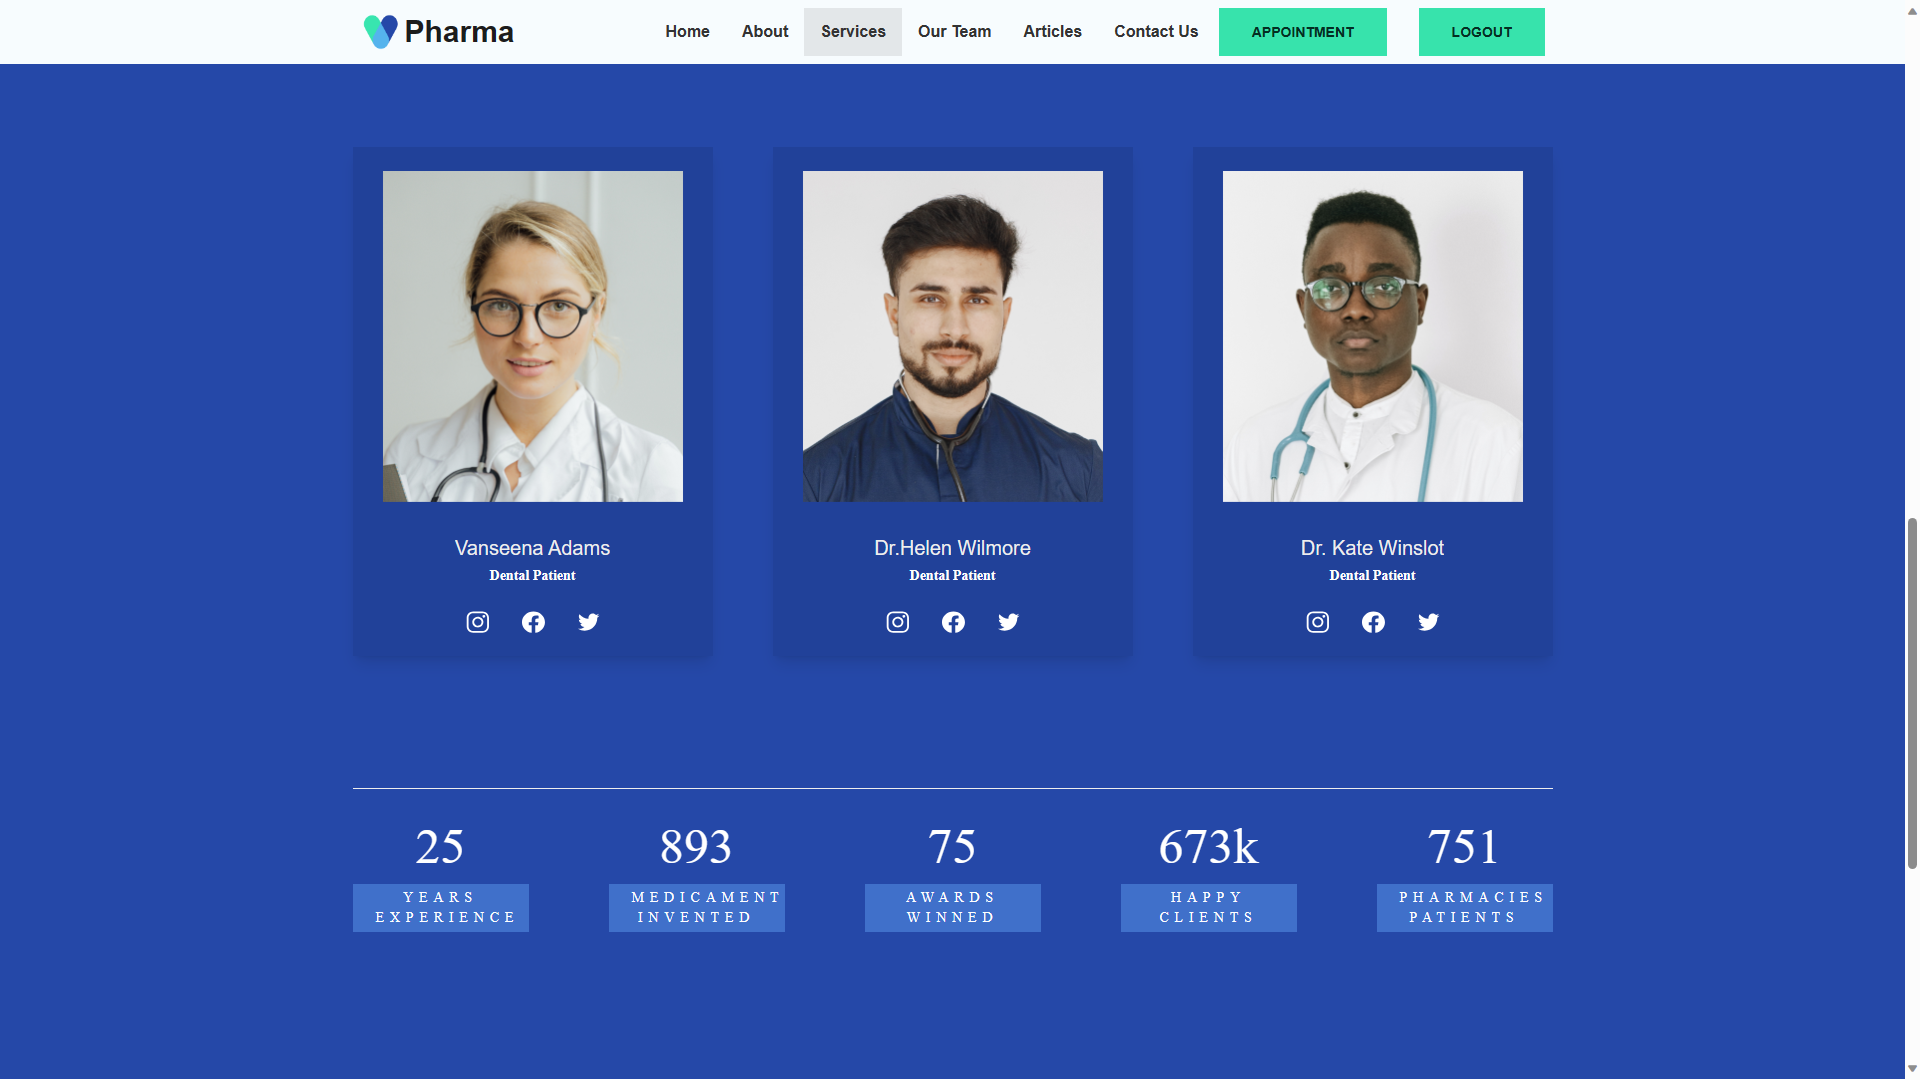 Pharma
Home
About
Services
Our Team
Articles
Contact Us
APPOINTMENT
LOGOUT
Vanseena Adams
Dental Patient
Dr.Helen Wilmore
Dental Patient
Dr. Kate Winslot
Dental Patient
25
YEARS
EXPERIENCE
893
MEDICAMENT
INVENTED
75
AWARDS
WINNED
673k
HAPPY
CLIENTS
751
PHARMACIES
PATIENTS